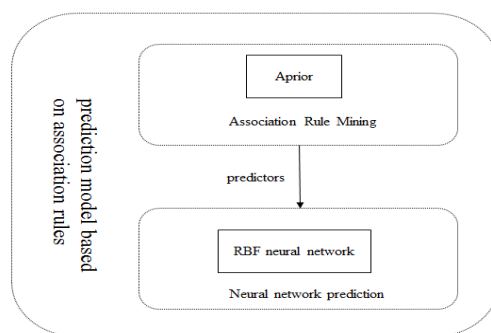 prediction model based
on association rules
Aprior
Association Rule Mining
predictors
RBF neural network
Neural network prediction